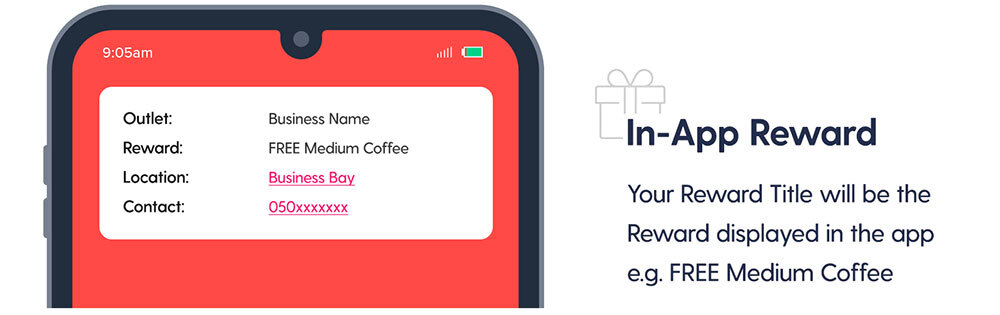 9:05am
Outlet: Business Name
Reward: FREE Medium Coffee
Location: Business Bay
Contact: 050xxxxxxx
In-App Reward
Your Reward Title will be the
Reward displayed in the app
e.g. FREE Medium Coffee